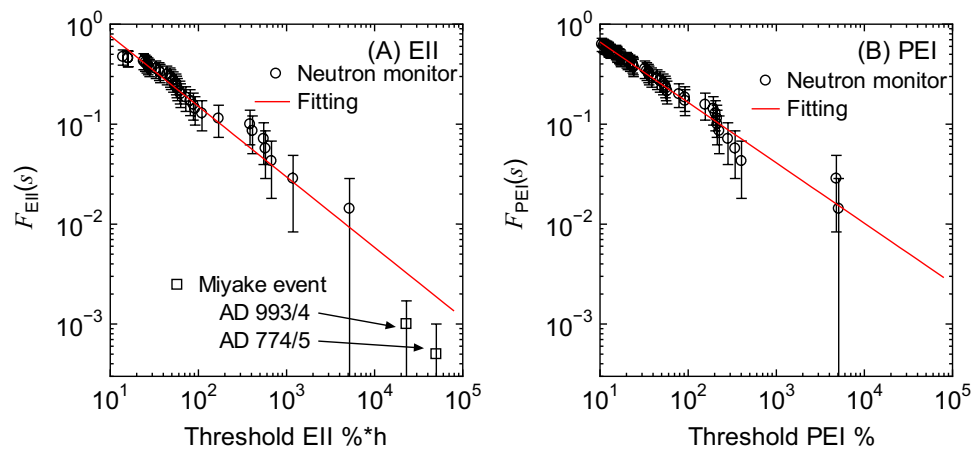 (A) EII
Neutron monitor
Fitting
Miyake event
AD 993/4
AD 774/5
10⁰
10⁻¹
10⁻²
10⁻³
F_EII(s)
10¹ 10² 10³ 10⁴ 10⁵
Threshold EII %*h
(B) PEI
Neutron monitor
Fitting
10⁰
10⁻¹
10⁻²
10⁻³
F_PEI(s)
10¹ 10² 10³ 10⁴ 10⁵
Threshold PEI %